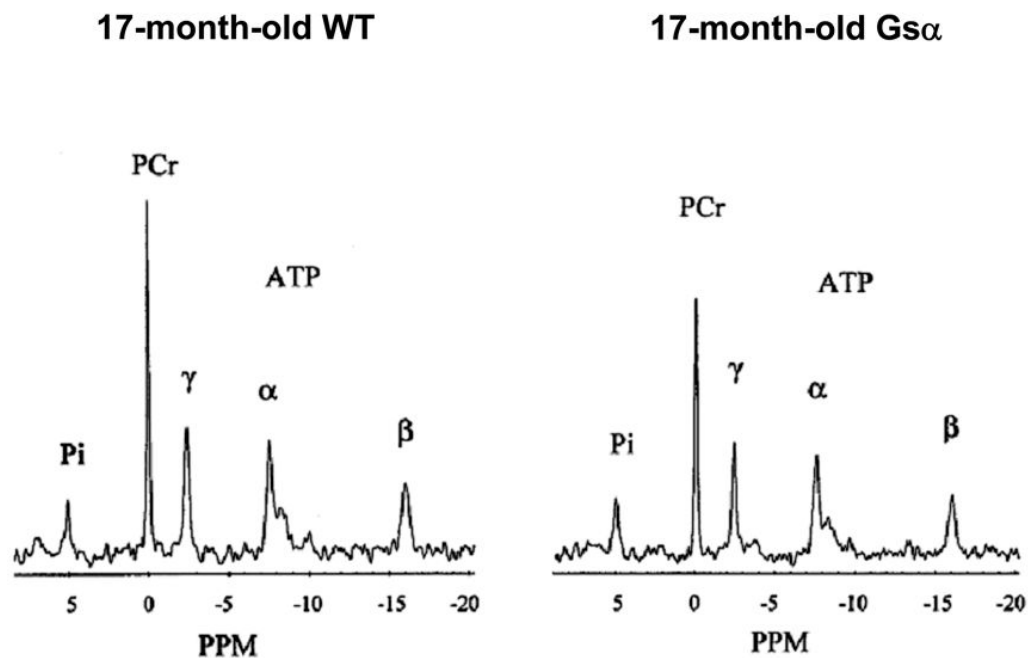 17-month-old WT
17-month-old Gsα
PCr
ATP
γ
α
β
Pi
5 0 -5 -10 -15 -20
PPM
PCr
ATP
γ
α
β
Pi
5 0 -5 -10 -15 -20
PPM